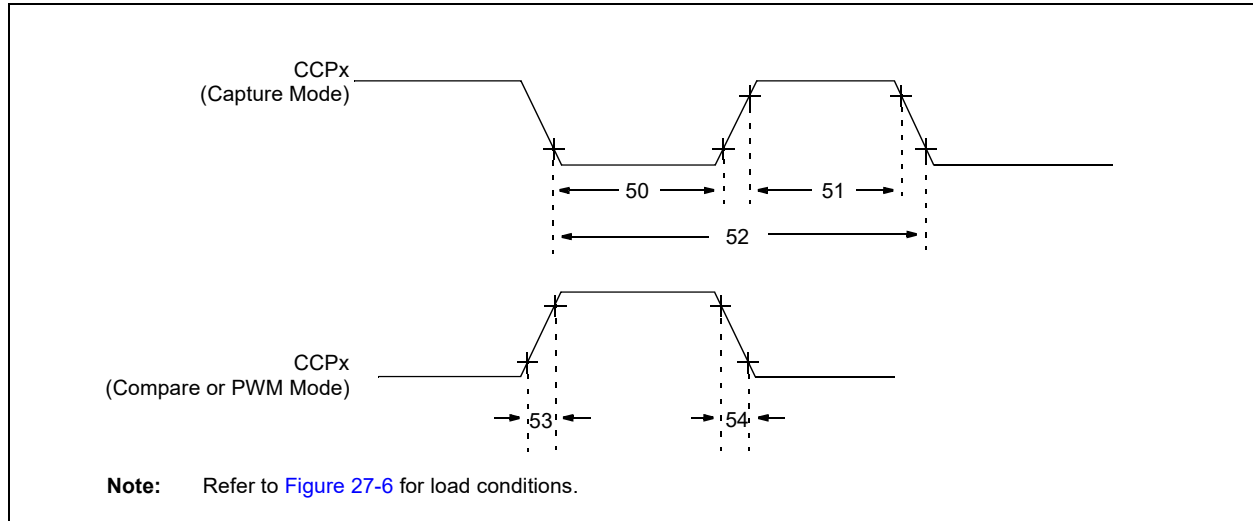 CCPx
(Capture Mode)
50
51
52
CCPx
(Compare or PWM Mode)
53
54
Note: Refer to Figure 27-6 for load conditions.